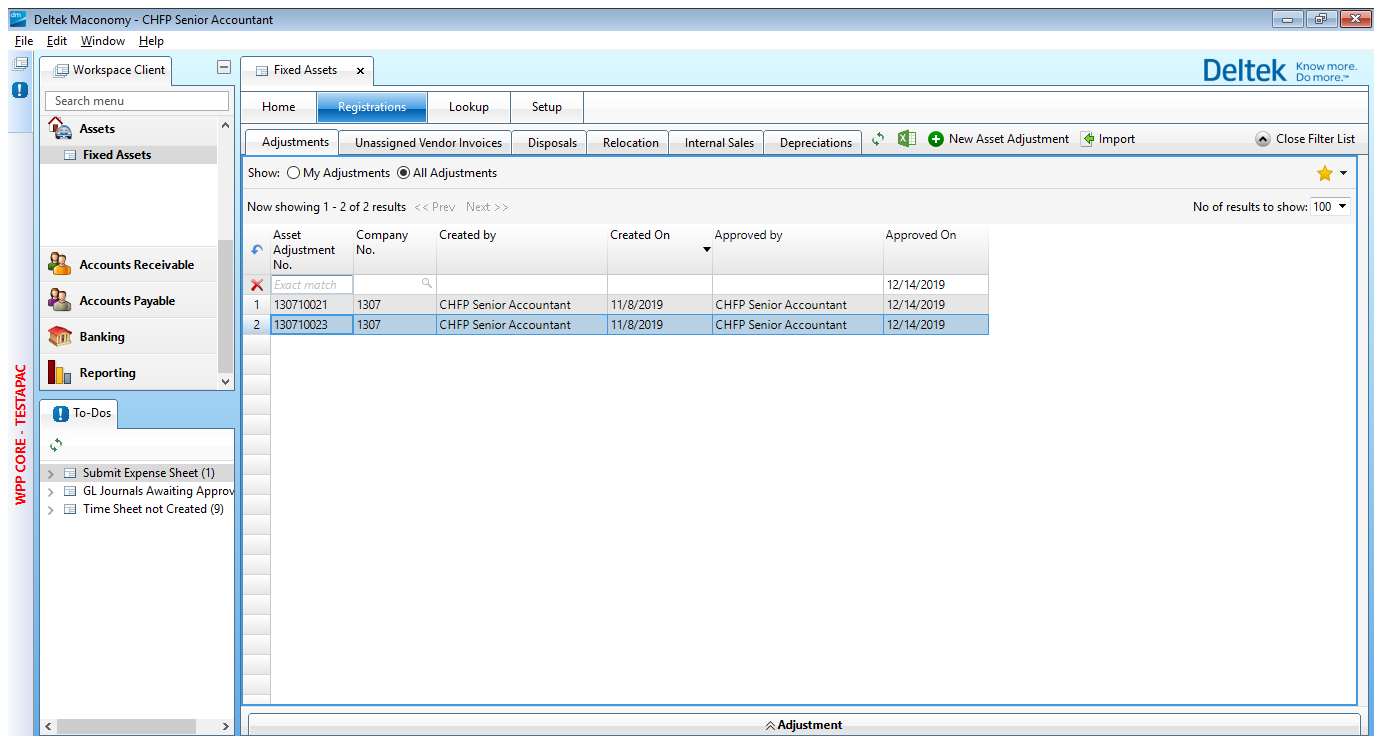 Deltek Maconomy - CHFP Senior Accountant
File Edit Window Help
Workspace Client
Fixed Assets
Deltek Know more. Do more.™
Search menu
Home Registrations Lookup Setup
Assets
Fixed Assets
Adjustments Unassigned Vendor Invoices Disposals Relocation Internal Sales Depreciations New Asset Adjustment Import Close Filter List
Show: My Adjustments All Adjustments
Now showing 1 - 2 of 2 results << Prev Next >> No of results to show: 100
Asset Adjustment No. Company No. Created by Created On Approved by Approved On
Exact match 12/14/2019
1 130710021 1307 CHFP Senior Accountant 11/8/2019 CHFP Senior Accountant 12/14/2019
2 130710023 1307 CHFP Senior Accountant 11/8/2019 CHFP Senior Accountant 12/14/2019
Accounts Receivable
Accounts Payable
Banking
Reporting
To-Dos
Submit Expense Sheet (1)
GL Journals Awaiting Approv
Time Sheet not Created (9)
WPP CORE - TESTAPAC
Adjustment